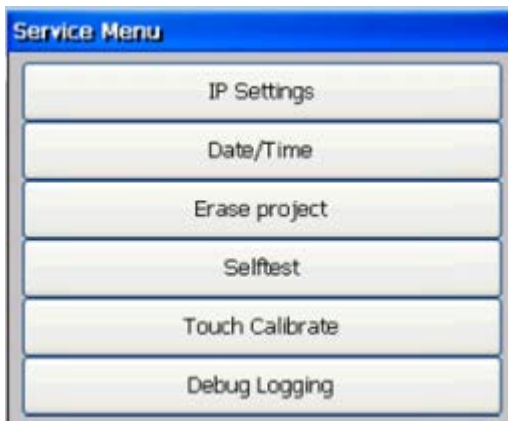 Service Menu
IP Settings
Date/Time
Erase project
Selftest
Touch Calibrate
Debug Logging